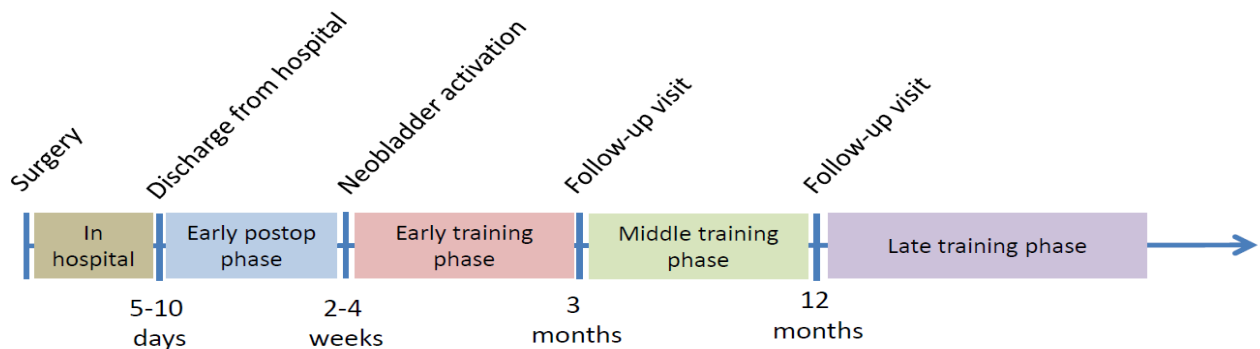 Surgery
Discharge from hospital
Neobladder activation
Follow-up visit
Follow-up visit
In
hospital
Early postop
phase
Early training
phase
Middle training
phase
Late training phase
5-10
days
2-4
weeks
3
months
12
months